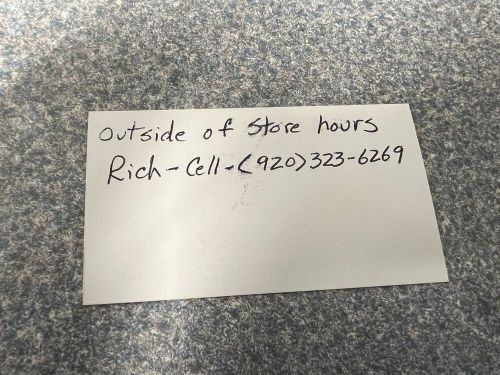 Outside of Store hours
Rich - Cell - (920) 323-6269